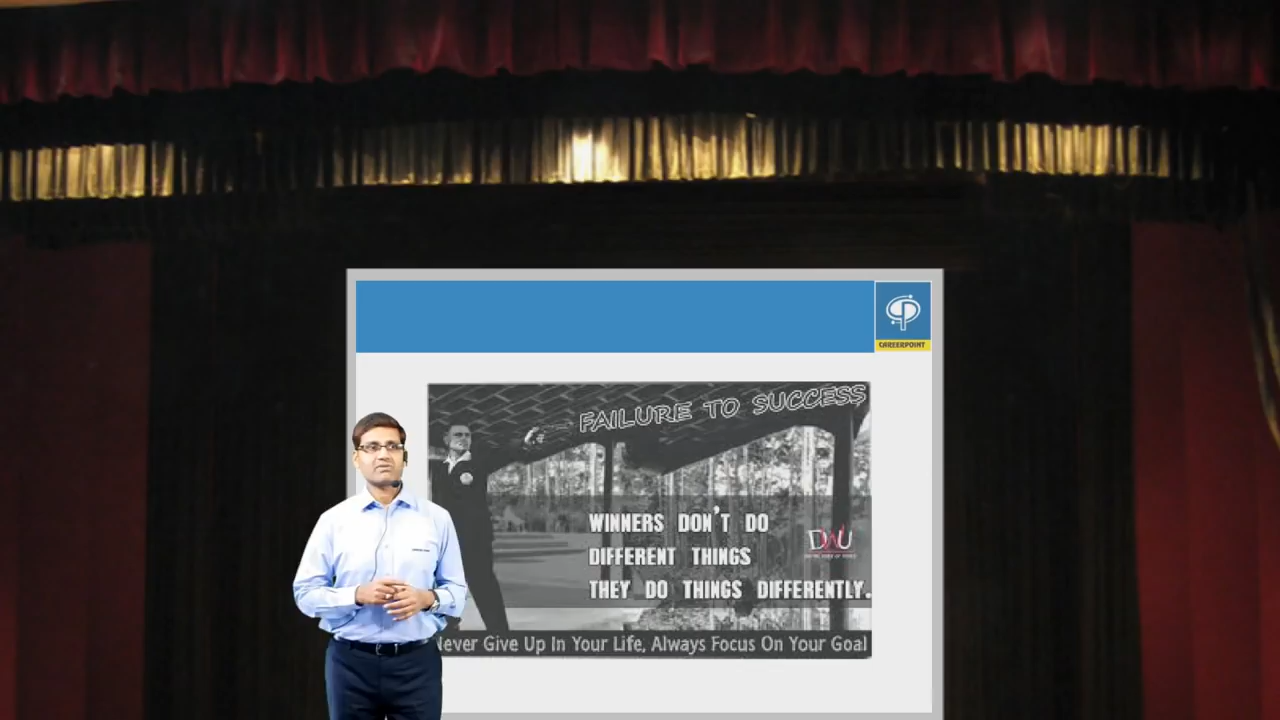 CAREERPOINT
FAILURE TO SUCCESS
WINNERS DON'T DO
DIFFERENT THINGS
THEY DO THINGS DIFFERENTLY.
DWU
Never Give Up In Your Life, Always Focus On Your Goal